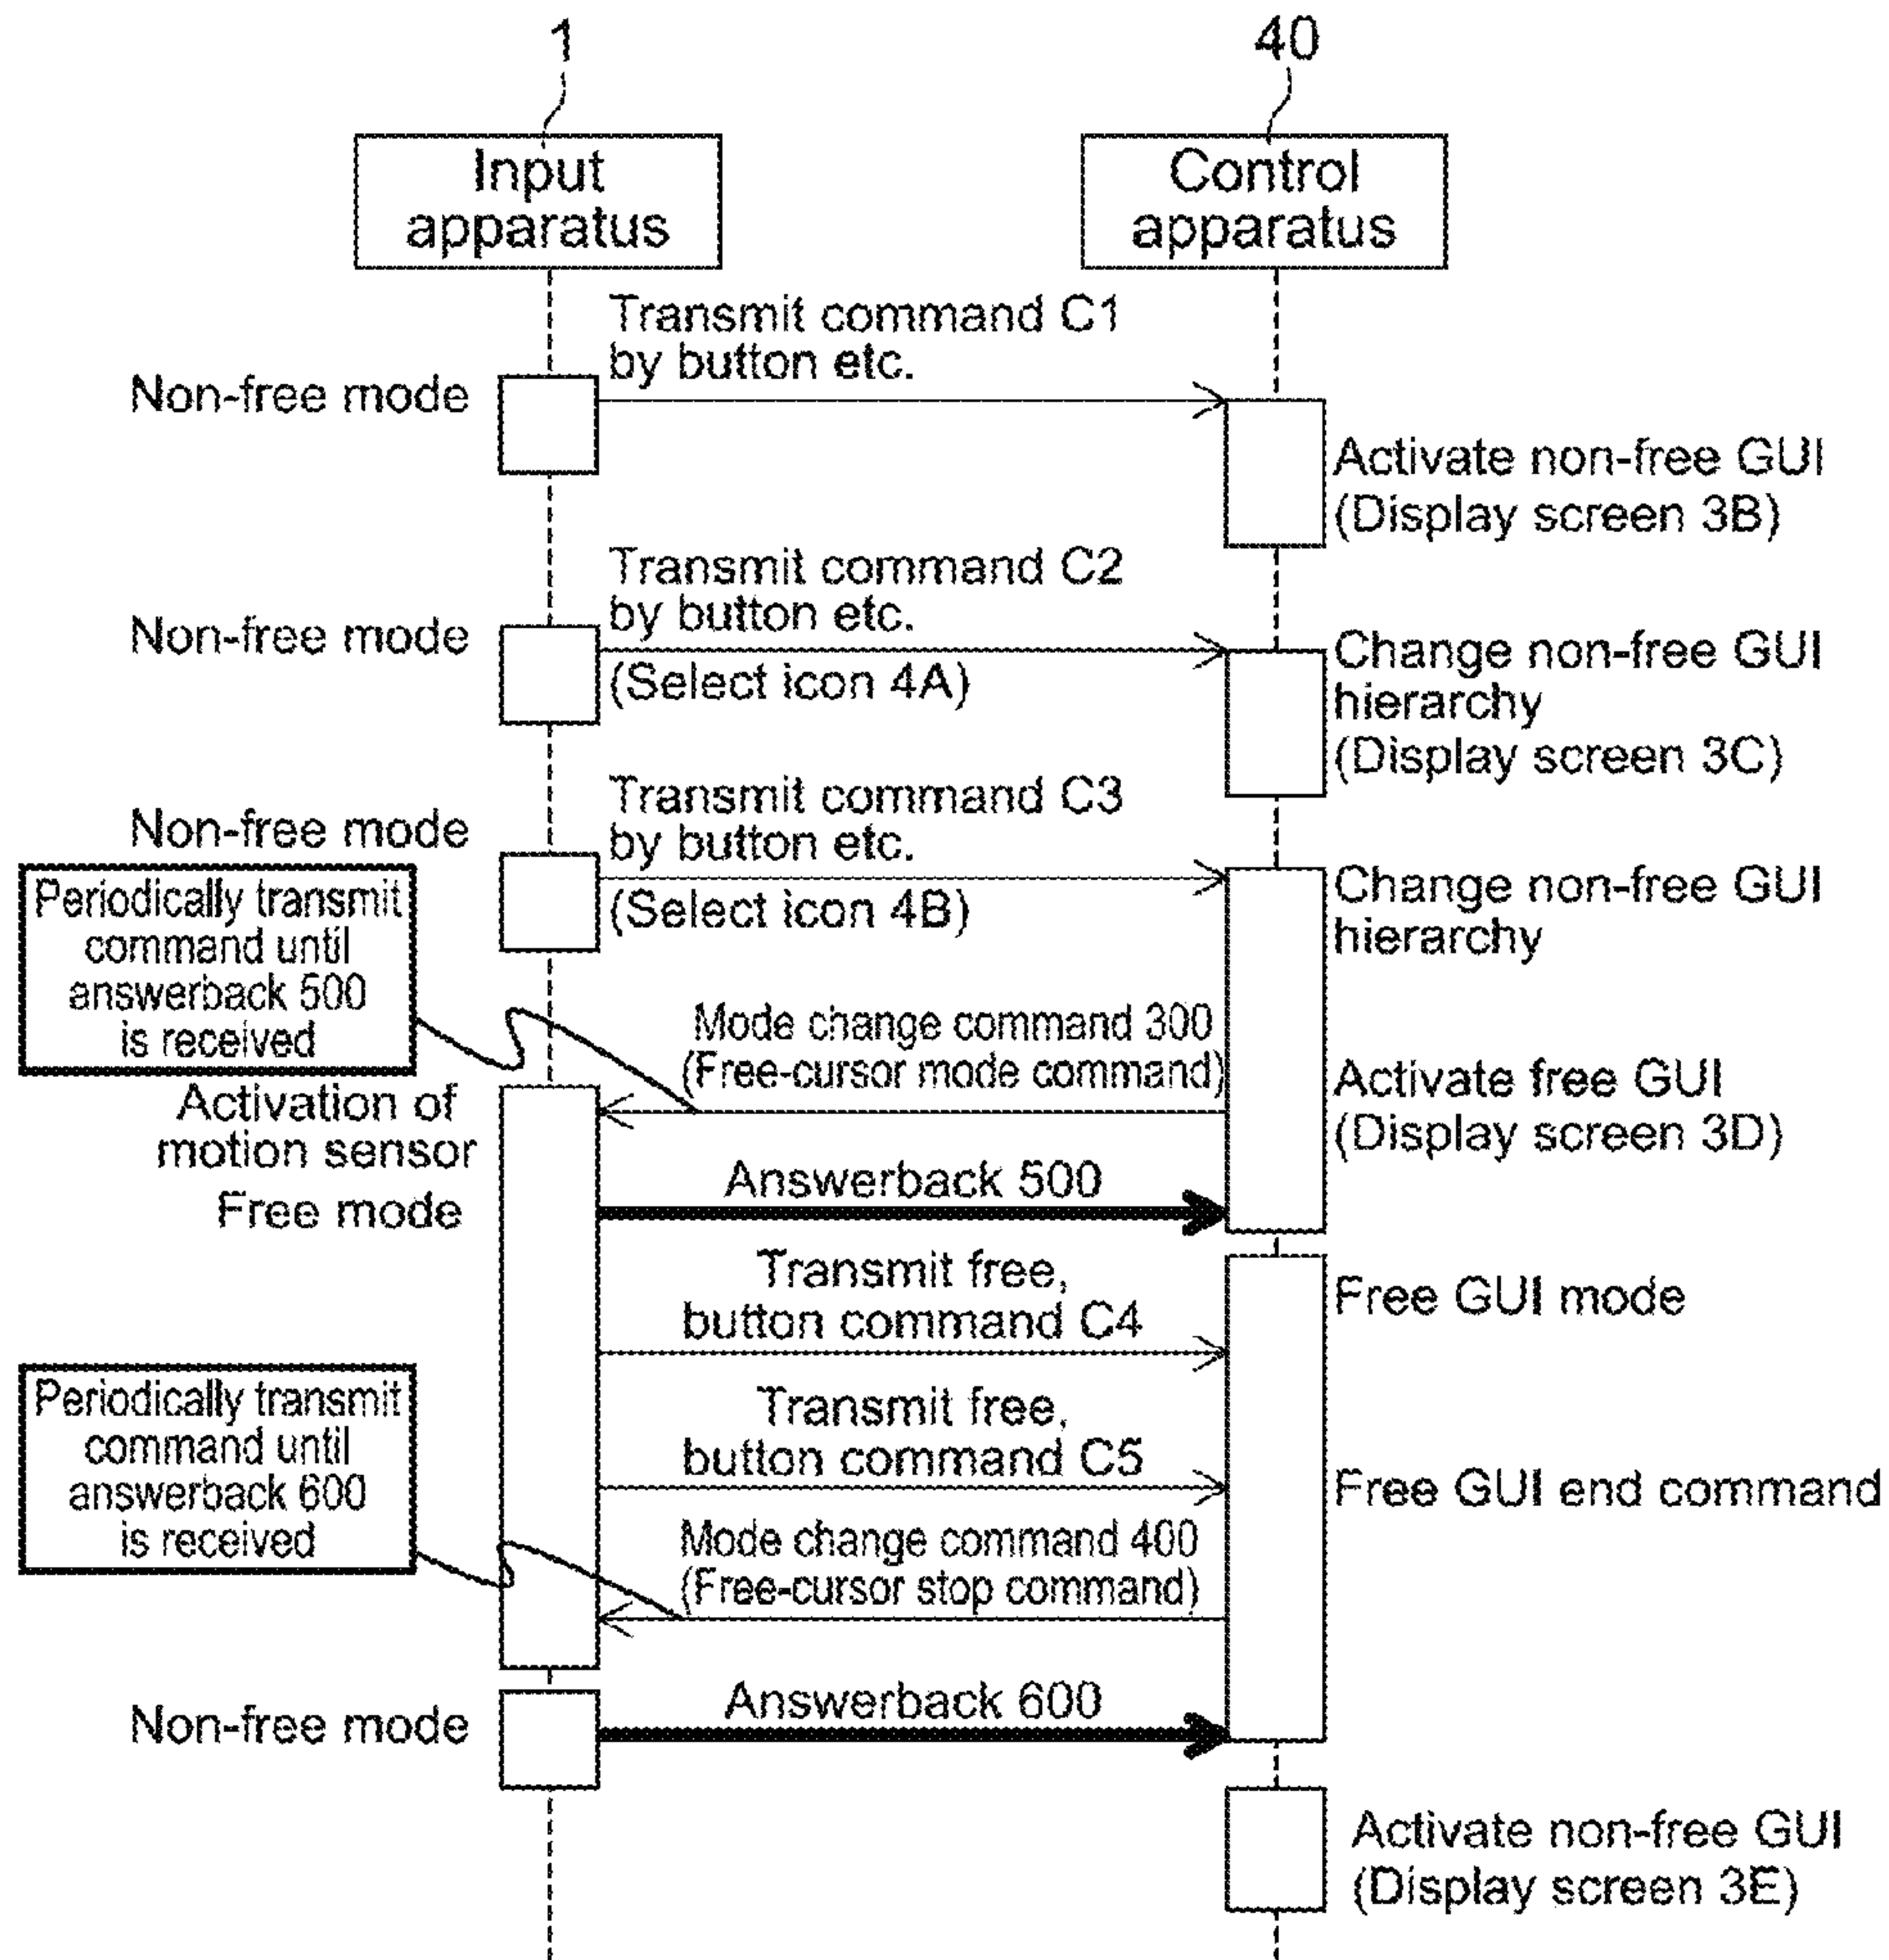 1
40
Input
apparatus
Control
apparatus
Transmit command C1
by button etc.
Non-free mode
Activate non-free GUI
(Display screen 3B)
Transmit command C2
by button etc.
Non-free mode
(Select icon 4A)
Change non-free GUI
hierarchy
(Display screen 3C)
Transmit command C3
by button etc.
Non-free mode
(Select icon 4B)
Change non-free GUI
hierarchy
Periodically transmit
command until
answerback 500
is received
Mode change command 300
(Free-cursor mode command)
Activate free GUI
(Display screen 3D)
Activation of
motion sensor
Free mode
Answerback 500
Transmit free,
button command C4
Free GUI mode
Periodically transmit
command until
answerback 600
is received
Transmit free,
button command C5
Free GUI end command
Mode change command 400
(Free-cursor stop command)
Non-free mode
Answerback 600
Activate non-free GUI
(Display screen 3E)